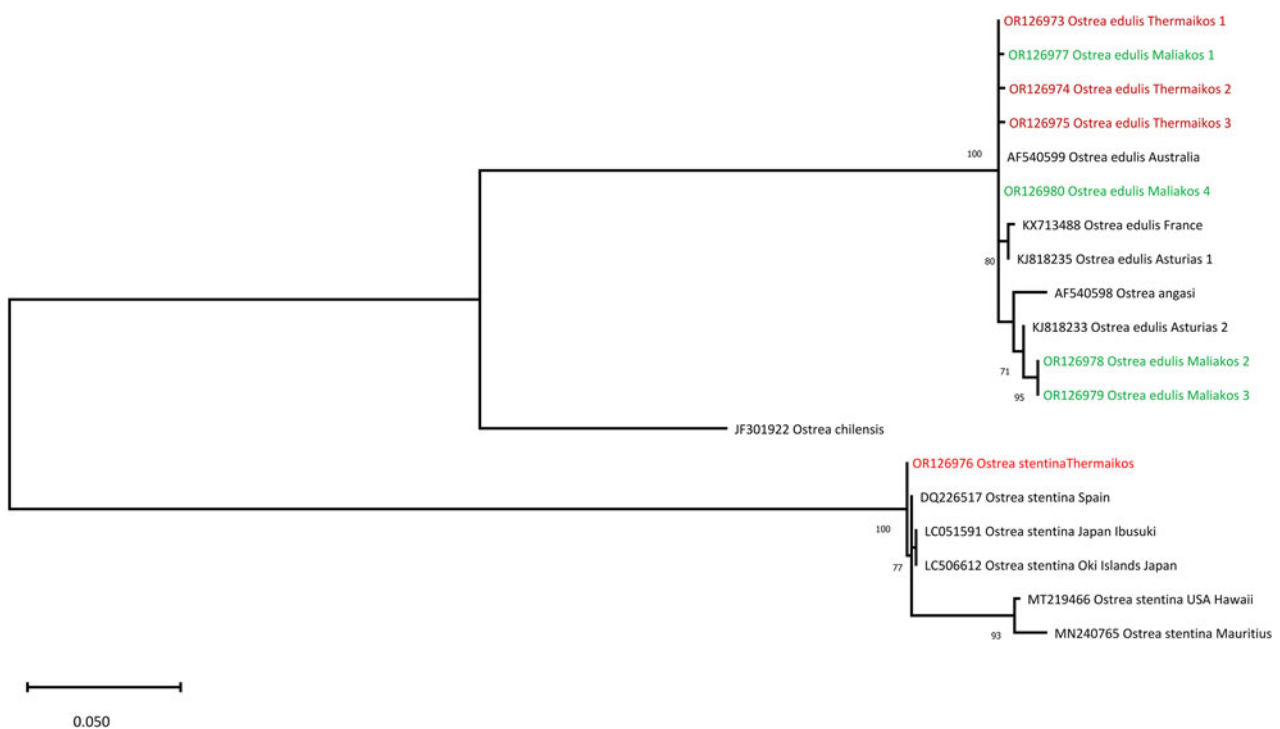 OR126973 Ostrea edulis Thermaikos 1
OR126977 Ostrea edulis Maliakos 1
OR126974 Ostrea edulis Thermaikos 2
OR126975 Ostrea edulis Thermaikos 3
100
AF540599 Ostrea edulis Australia
OR126980 Ostrea edulis Maliakos 4
KX713488 Ostrea edulis France
80
KJ818235 Ostrea edulis Asturias 1
AF540598 Ostrea angasi
KJ818233 Ostrea edulis Asturias 2
OR126978 Ostrea edulis Maliakos 2
71
95
OR126979 Ostrea edulis Maliakos 3
JF301922 Ostrea chilensis
OR126976 Ostrea stentinaThermaikos
DQ226517 Ostrea stentina Spain
100
LC051591 Ostrea stentina Japan Ibusuki
77
LC506612 Ostrea stentina Oki Islands Japan
MT219466 Ostrea stentina USA Hawaii
93
MN240765 Ostrea stentina Mauritius
0.050